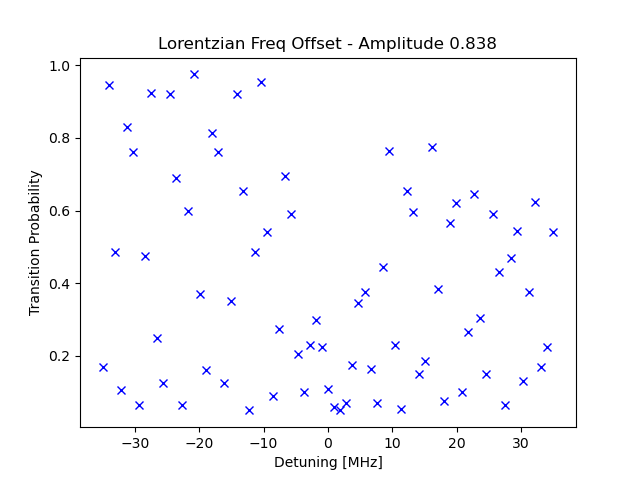 Lorentzian Freq Offset - Amplitude 0.838
1.0
0.8
0.6
0.4
0.2
Transition Probability
−30 −20 −10 0 10 20 30
Detuning [MHz]